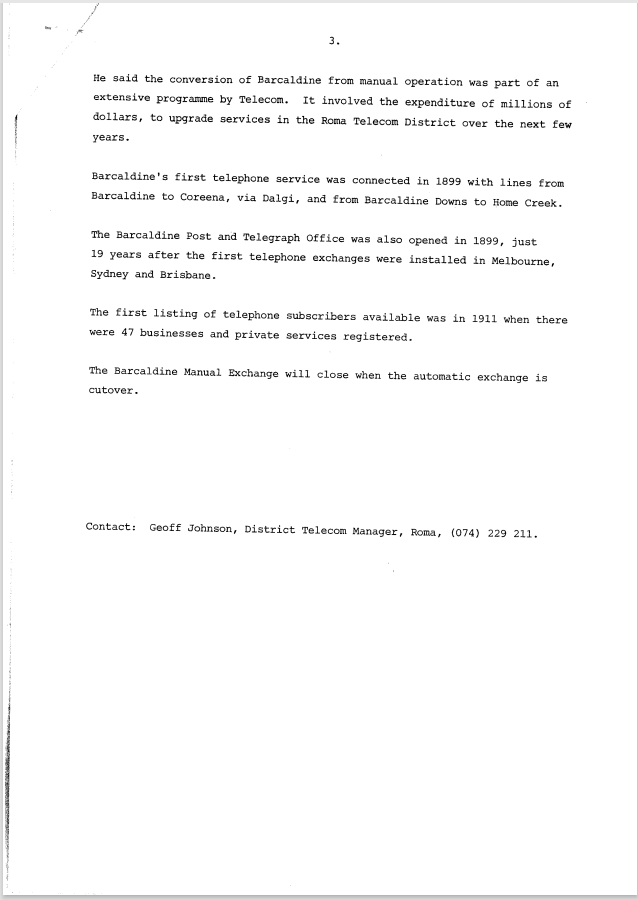 3.
He said the conversion of Barcaldine from manual operation was part of an
extensive programme by Telecom.  It involved the expenditure of millions of
dollars, to upgrade services in the Roma Telecom District over the next few
years.
Barcaldine's first telephone service was connected in 1899 with lines from
Barcaldine to Coreena, via Dalgi, and from Barcaldine Downs to Home Creek.
The Barcaldine Post and Telegraph Office was also opened in 1899, just
19 years after the first telephone exchanges were installed in Melbourne,
Sydney and Brisbane.
The first listing of telephone subscribers available was in 1911 when there
were 47 businesses and private services registered.
The Barcaldine Manual Exchange will close when the automatic exchange is
cutover.
Contact:  Geoff Johnson, District Telecom Manager, Roma, (074) 229 211.